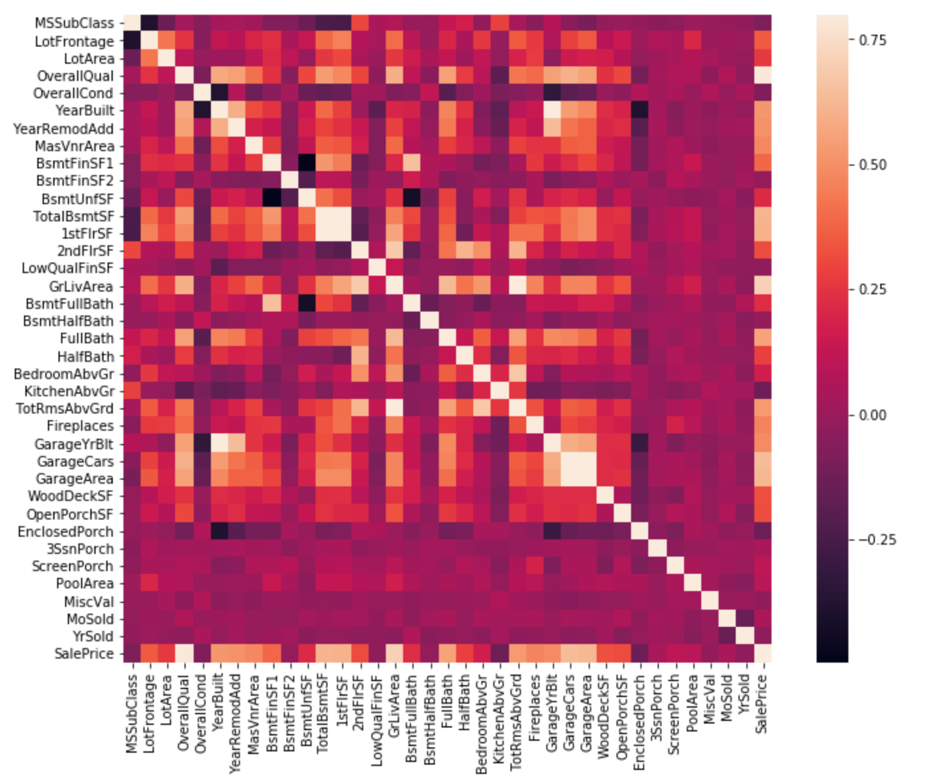 MSSubClass
LotFrontage
LotArea
OverallQual
OverallCond
YearBuilt
YearRemodAdd
MasVnrArea
BsmtFinSF1
BsmtFinSF2
BsmtUnfSF
TotalBsmtSF
1stFlrSF
2ndFlrSF
LowQualFinSF
GrLivArea
BsmtFullBath
BsmtHalfBath
FullBath
HalfBath
BedroomAbvGr
KitchenAbvGr
TotRmsAbvGrd
Fireplaces
GarageYrBlt
GarageCars
GarageArea
WoodDeckSF
OpenPorchSF
EnclosedPorch
3SsnPorch
ScreenPorch
PoolArea
MiscVal
MoSold
YrSold
SalePrice
MSSubClass
LotFrontage
LotArea
OverallQual
OverallCond
YearBuilt
YearRemodAdd
MasVnrArea
BsmtFinSF1
BsmtFinSF2
BsmtUnfSF
TotalBsmtSF
1stFlrSF
2ndFlrSF
LowQualFinSF
GrLivArea
BsmtFullBath
BsmtHalfBath
FullBath
HalfBath
BedroomAbvGr
KitchenAbvGr
TotRmsAbvGrd
Fireplaces
GarageYrBlt
GarageCars
GarageArea
WoodDeckSF
OpenPorchSF
EnclosedPorch
3SsnPorch
ScreenPorch
PoolArea
MiscVal
MoSold
YrSold
SalePrice
0.75
0.50
0.25
0.00
−0.25